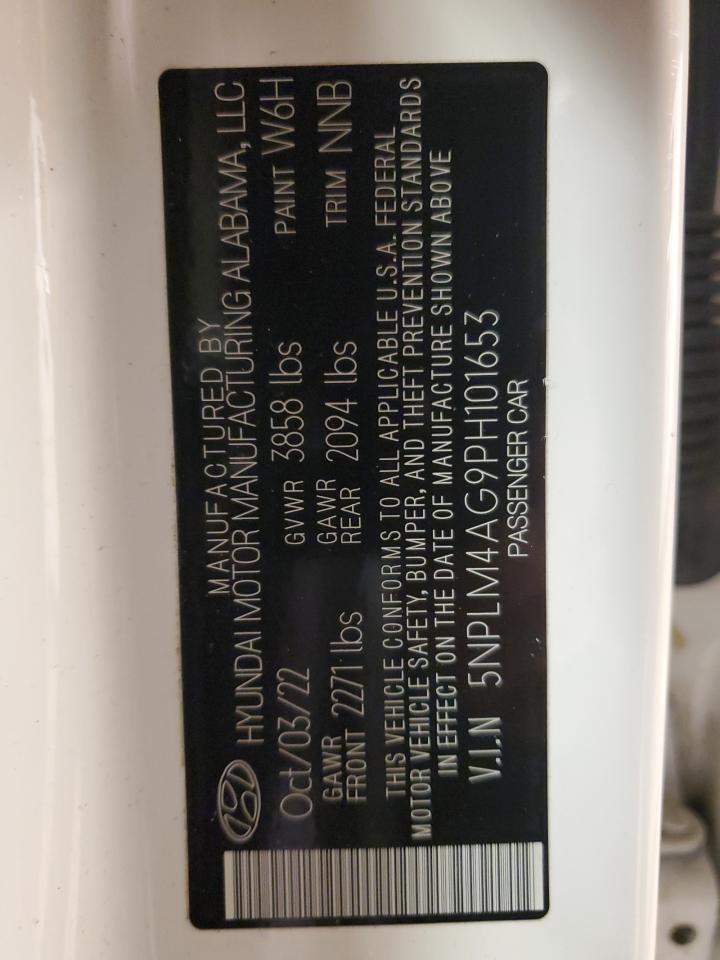 MANUFACTURED BY
HYUNDAI MOTOR MANUFACTURING ALABAMA, LLC
Oct/03/22 GVWR 3858 lbs PAINT W6H
GAWR FRONT 2271 lbs GAWR REAR 2094 lbs TRIM NNB
THIS VEHICLE CONFORMS TO ALL APPLICABLE U.S.A. FEDERAL
MOTOR VEHICLE SAFETY, BUMPER, AND THEFT PREVENTION STANDARDS
IN EFFECT ON THE DATE OF MANUFACTURE SHOWN ABOVE
V.I.N 5NPLM4AG9PH101653
PASSENGER CAR